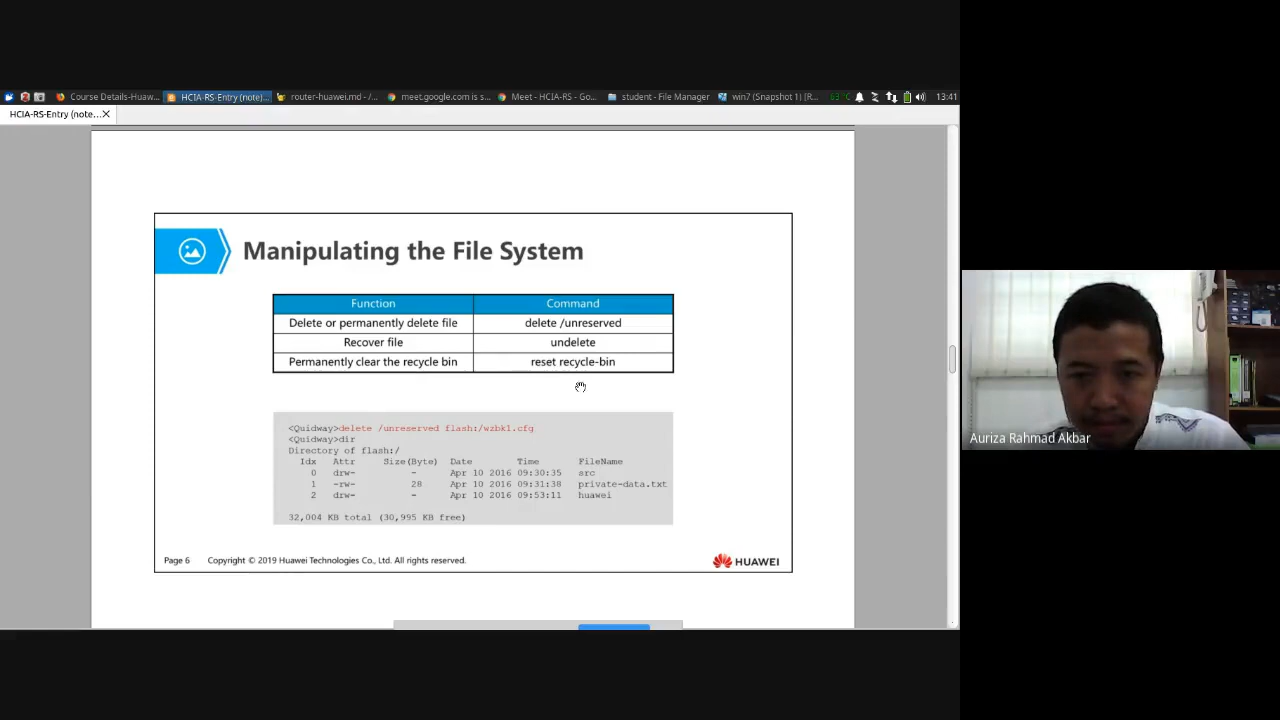 Course Details-Huaw...
HCIA-RS-Entry (note)...
router-huawei.md - /...
meet.google.com is s...
Meet - HCIA-RS - Go...
student - File Manager
win7 (Snapshot 1) [R...
63°C
13:41
HCIA-RS-Entry (note...
Manipulating the File System
Function Command
Delete or permanently delete file delete /unreserved
Recover file undelete
Permanently clear the recycle bin reset recycle-bin
<Quidway>delete /unreserved flash:/wzbk1.cfg
<Quidway>dir
Directory of flash:/
Idx Attr Size(Byte) Date Time FileName
0 drw- - Apr 10 2016 09:30:35 src
1 -rw- 28 Apr 10 2016 09:31:38 private-data.txt
2 drw- - Apr 10 2016 09:53:11 huawei
32,004 KB total (30,995 KB free)
Page 6 Copyright © 2019 Huawei Technologies Co., Ltd. All rights reserved.
HUAWEI
Auriza Rahmad Akbar